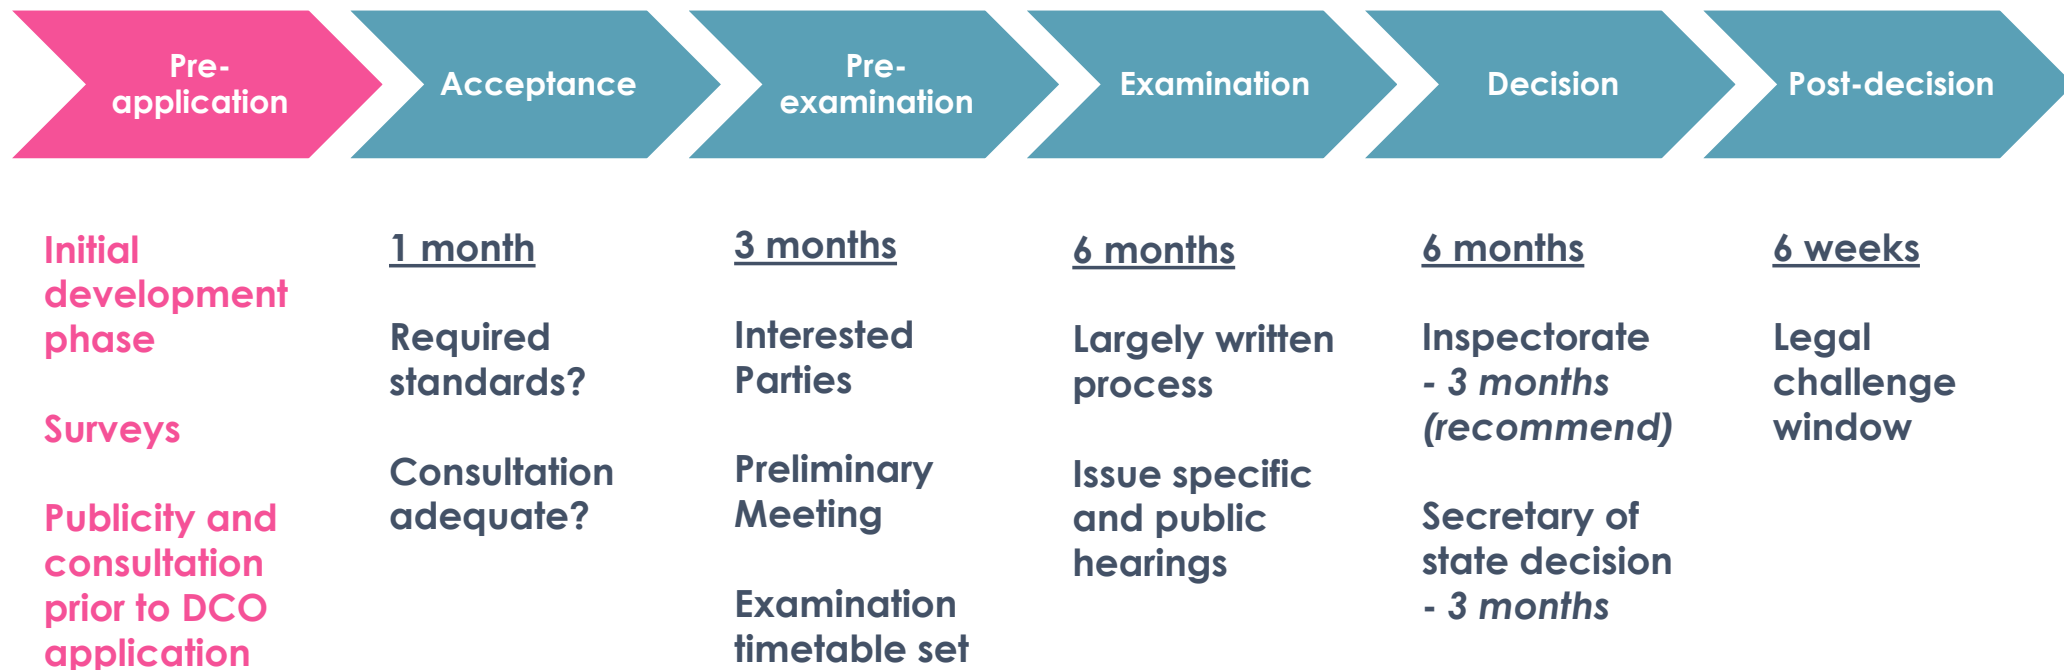 Pre-
application
Acceptance
Pre-
examination
Examination
Decision
Post-decision
Initial
development
phase
Surveys
Publicity and
consultation
prior to DCO
application
1 month
Required
standards?
Consultation
adequate?
3 months
Interested
Parties
Preliminary
Meeting
Examination
timetable set
6 months
Largely written
process
Issue specific
and public
hearings
6 months
Inspectorate
- 3 months
(recommend)
Secretary of
state decision
- 3 months
6 weeks
Legal
challenge
window